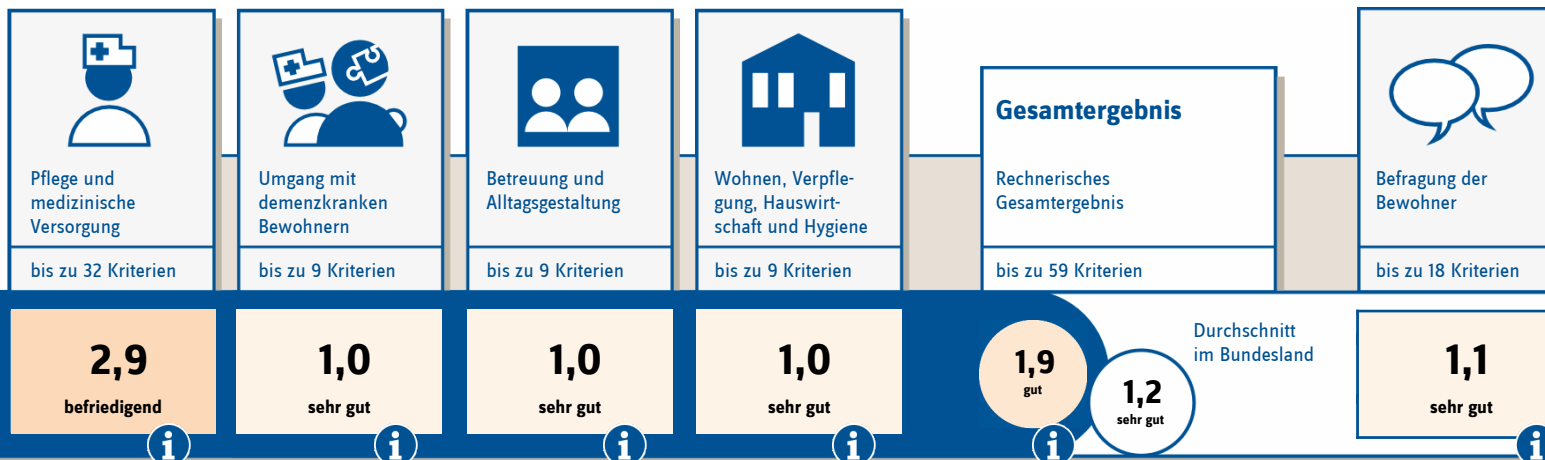 Pflege und
medizinische
Versorgung
bis zu 32 Kriterien
2,9
befriedigend
Umgang mit
demenzkranken
Bewohnern
bis zu 9 Kriterien
1,0
sehr gut
Betreuung und
Alltagsgestaltung
bis zu 9 Kriterien
1,0
sehr gut
Wohnen, Verpfle-
gung, Hauswirt-
schaft und Hygiene
bis zu 9 Kriterien
1,0
sehr gut
Gesamtergebnis
Rechnerisches
Gesamtergebnis
bis zu 59 Kriterien
1,9
gut
Durchschnitt
im Bundesland
1,2
sehr gut
Befragung der
Bewohner
bis zu 18 Kriterien
1,1
sehr gut